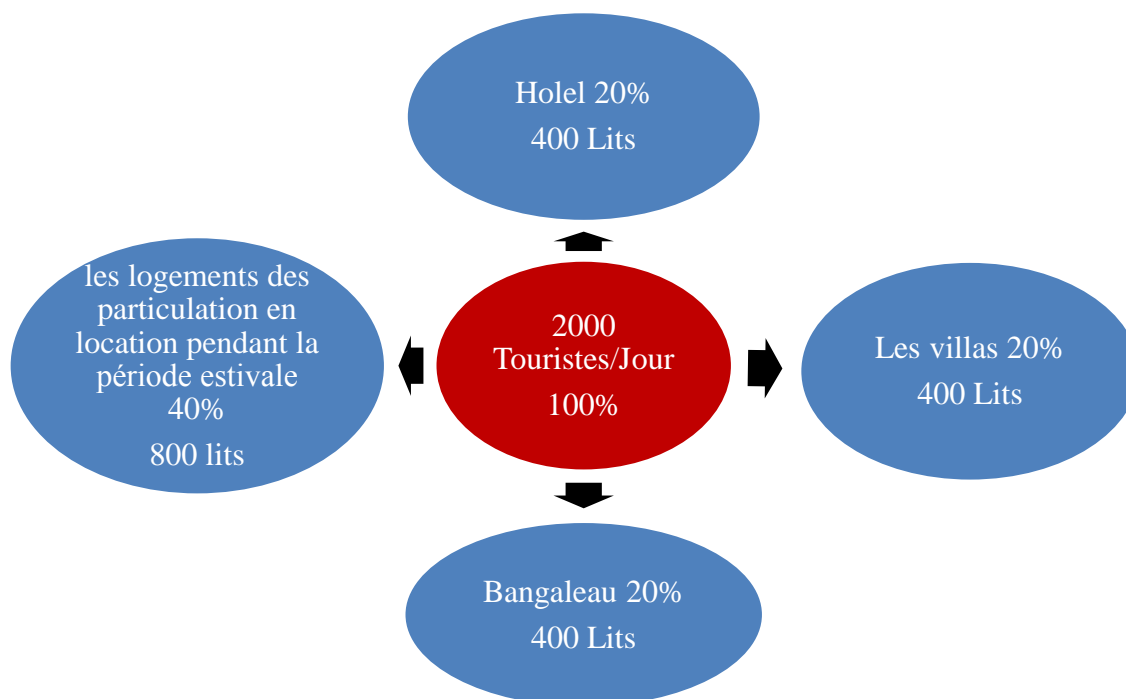 Holel 20%
400 Lits
les logements des
particulation en
location pendant la
période estivale
40%
800 lits
2000
Touristes/Jour
100%
Les villas 20%
400 Lits
Bangaleau 20%
400 Lits